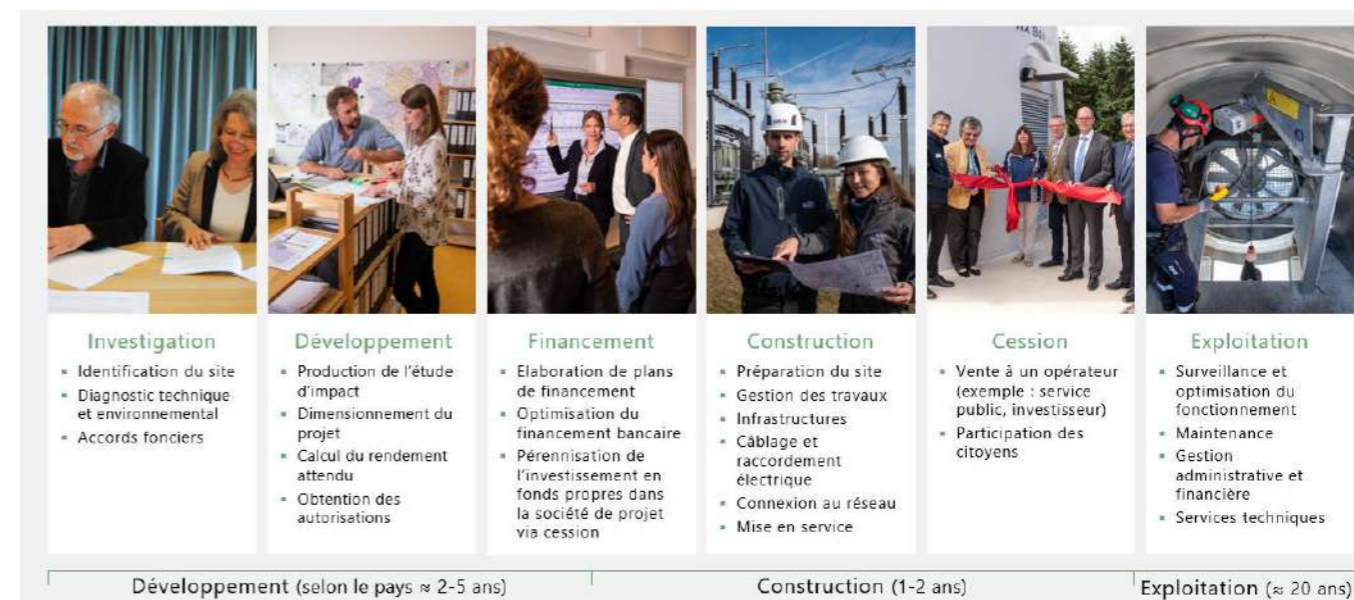 Investigation
▪ Identification du site
▪ Diagnostic technique
et environnemental
▪ Accords fonciers
Développement
▪ Production de l'étude
d'impact
▪ Dimensionnement du
projet
▪ Calcul du rendement
attendu
▪ Obtention des
autorisations
Financement
▪ Elaboration de plans
de financement
▪ Optimisation du
financement bancaire
▪ Pérennisation de
l'investissement en
fonds propres dans
la société de projet
via cession
Construction
▪ Préparation du site
▪ Gestion des travaux
▪ Infrastructures
▪ Câblage et
raccordement
électrique
▪ Connexion au réseau
▪ Mise en service
Cession
▪ Vente à un opérateur
(exemple : service
public, investisseur)
▪ Participation des
citoyens
Exploitation
▪ Surveillance et
optimisation du
fonctionnement
▪ Maintenance
▪ Gestion
administrative et
financière
▪ Services techniques
Développement (selon le pays ≈ 2-5 ans)
Construction (1-2 ans)
Exploitation (≈ 20 ans)